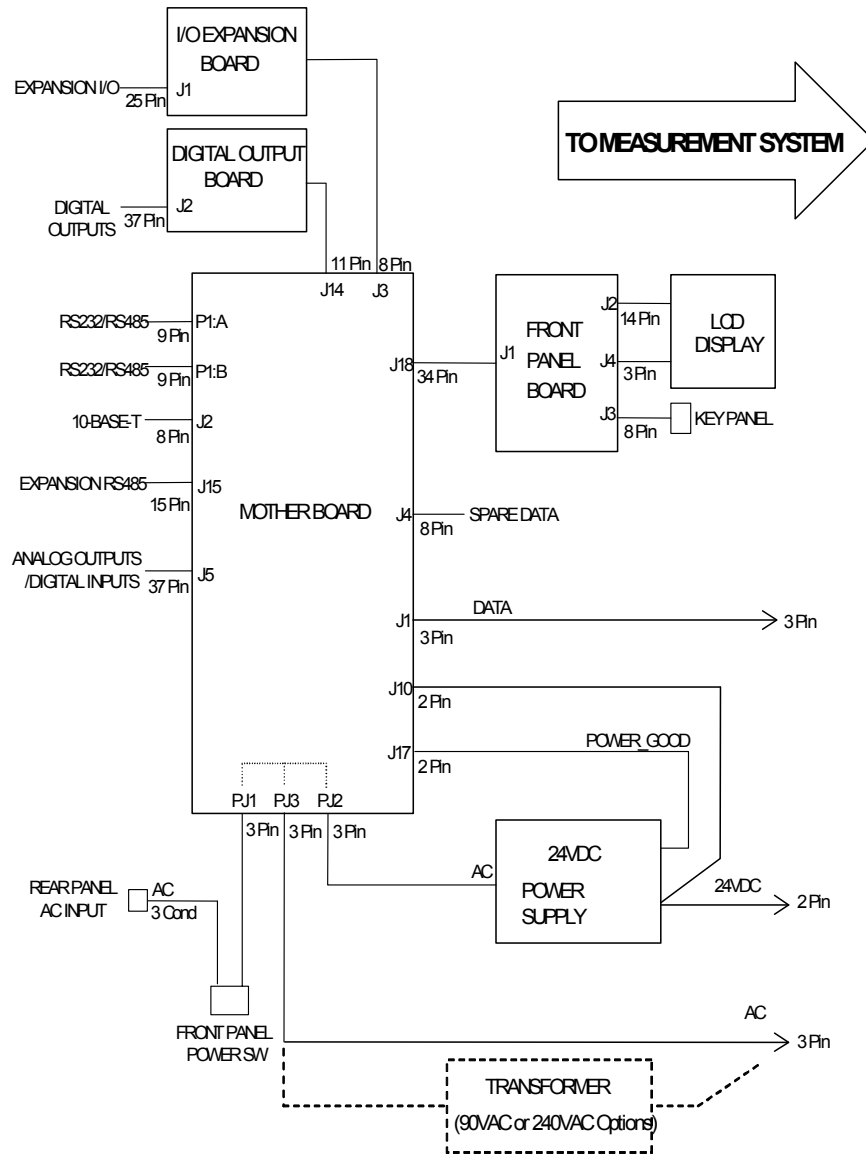 I/O EXPANSION
BOARD
J1
EXPANSION I/O
25 Pin
TO MEASUREMENT SYSTEM
DIGITAL OUTPUT
BOARD
J2
DIGITAL
OUTPUTS
37 Pin
11 Pin
8 Pin
J14
J3
RS232/RS485
P1:A
9 Pin
RS232/RS485
P1:B
9 Pin
10-BASE-T
J2
8 Pin
EXPANSION RS485
J15
15 Pin
ANALOG OUTPUTS
/DIGITAL INPUTS
J5
37 Pin
MOTHER BOARD
J18
34 Pin
J1
FRONT
PANEL
BOARD
J2
14 Pin
J4
3 Pin
J3
8 Pin
LCD
DISPLAY
KEY PANEL
J4
8 Pin
SPARE DATA
J1
3 Pin
DATA
3 Pin
J10
2 Pin
J17
2 Pin
POWER_GOOD
PJ1
PJ3
PJ2
3 Pin
3 Pin
3 Pin
AC
24VDC
POWER
SUPPLY
24VDC
2 Pin
REAR PANEL
AC INPUT
AC
3 Cond
FRONT PANEL
POWER SW
AC
3 Pin
TRANSFORMER
(90VAC or 240VAC Options)